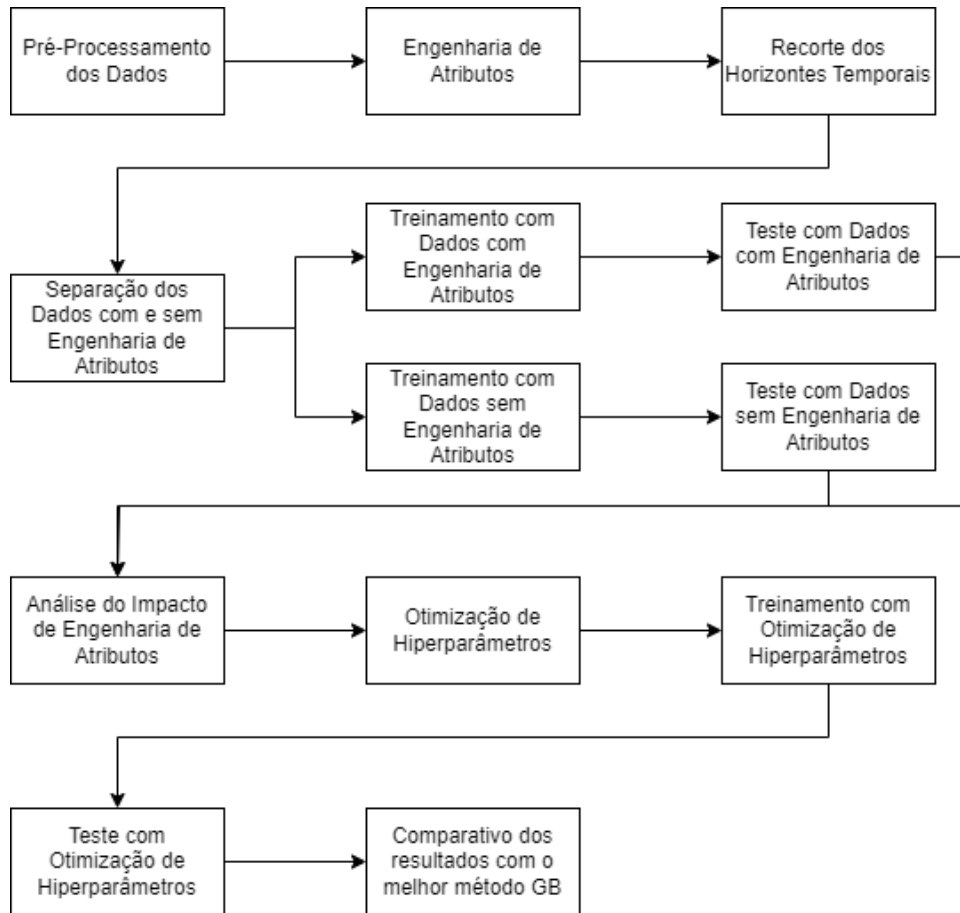 Pré-Processamento
dos Dados
Engenharia de
Atributos
Recorte dos
Horizontes Temporais
Separação dos
Dados com e sem
Engenharia de
Atributos
Treinamento com
Dados com
Engenharia de
Atributos
Teste com Dados
com Engenharia de
Atributos
Treinamento com
Dados sem
Engenharia de
Atributos
Teste com Dados
sem Engenharia de
Atributos
Análise do Impacto
de Engenharia de
Atributos
Otimização de
Hiperparâmetros
Treinamento com
Otimização de
Hiperparâmetros
Teste com
Otimização de
Hiperparâmetros
Comparativo dos
resultados com o
melhor método GB